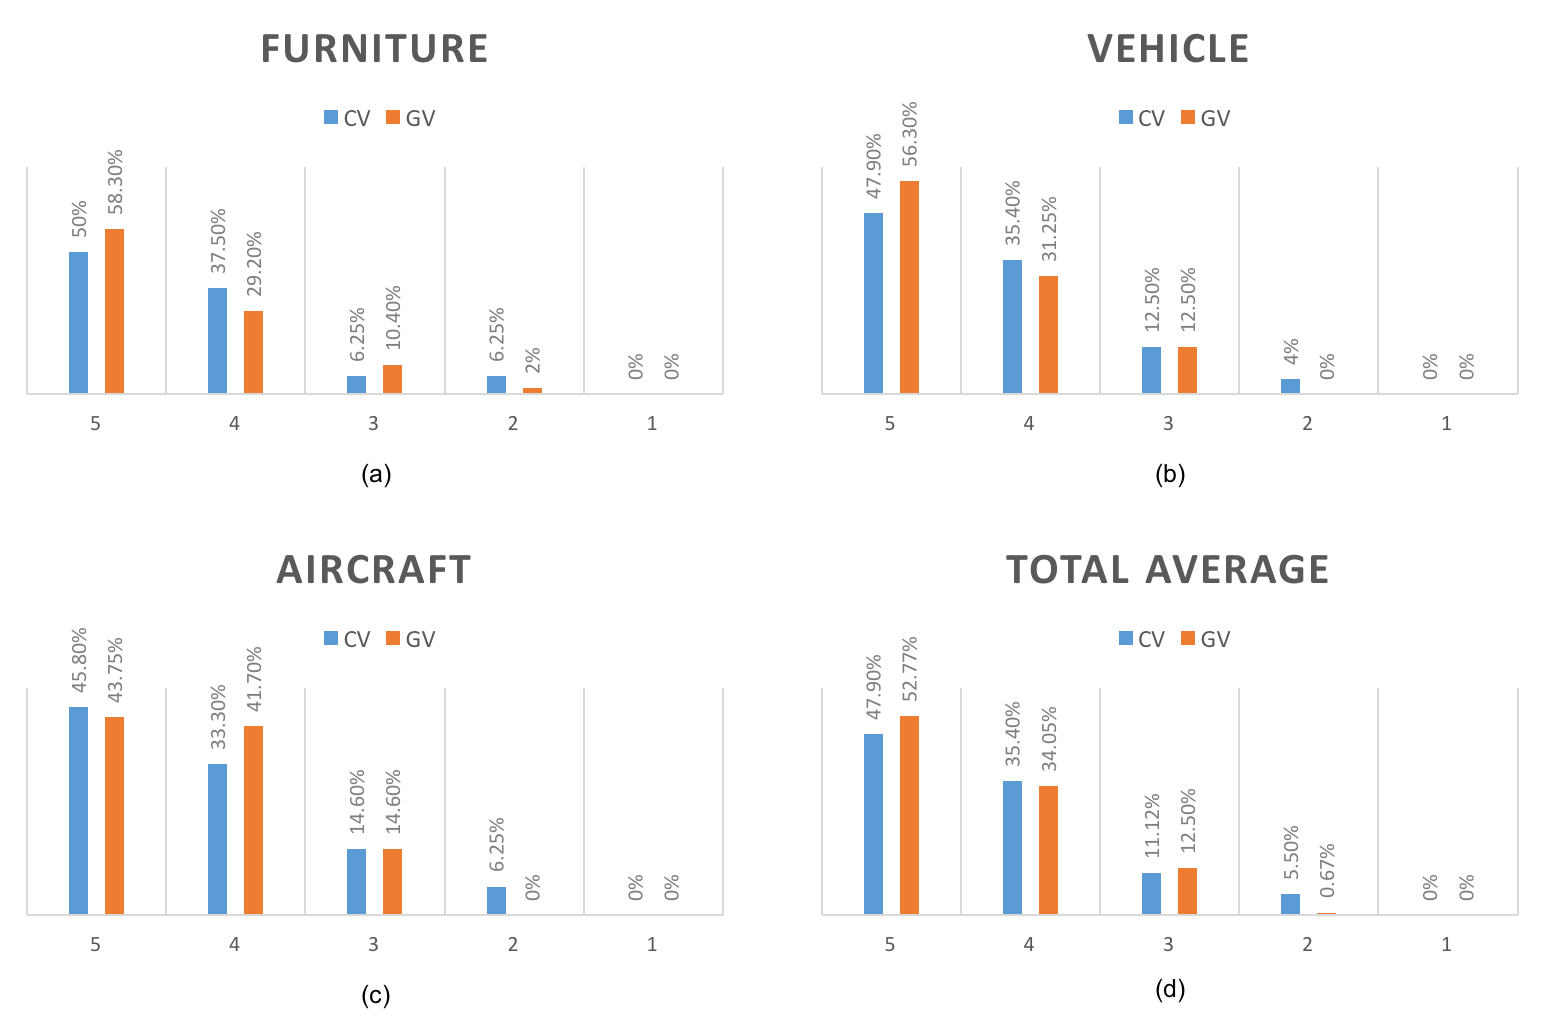 FURNITURE
CV GV
50% 58.30% 37.50% 29.20% 6.25% 10.40% 6.25% 2% 0% 0%
5 4 3 2 1
(a)
VEHICLE
CV GV
47.90% 56.30% 35.40% 31.25% 12.50% 12.50% 4% 0% 0% 0%
5 4 3 2 1
(b)
AIRCRAFT
CV GV
45.80% 43.75% 33.30% 41.70% 14.60% 14.60% 6.25% 0% 0% 0%
5 4 3 2 1
(c)
TOTAL AVERAGE
CV GV
47.90% 52.77% 35.40% 34.05% 11.12% 12.50% 5.50% 0.67% 0% 0%
5 4 3 2 1
(d)